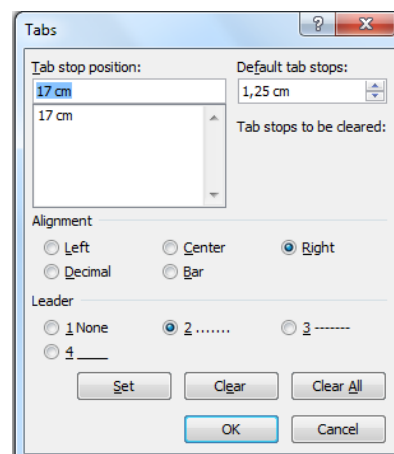 Tabs
Tab stop position:
Default tab stops:
17 cm
1,25 cm
17 cm
Tab stops to be cleared:
Alignment
Left
Center
Right
Decimal
Bar
Leader
1 None
2 .......
3 -------
4 ____
Set
Clear
Clear All
OK
Cancel